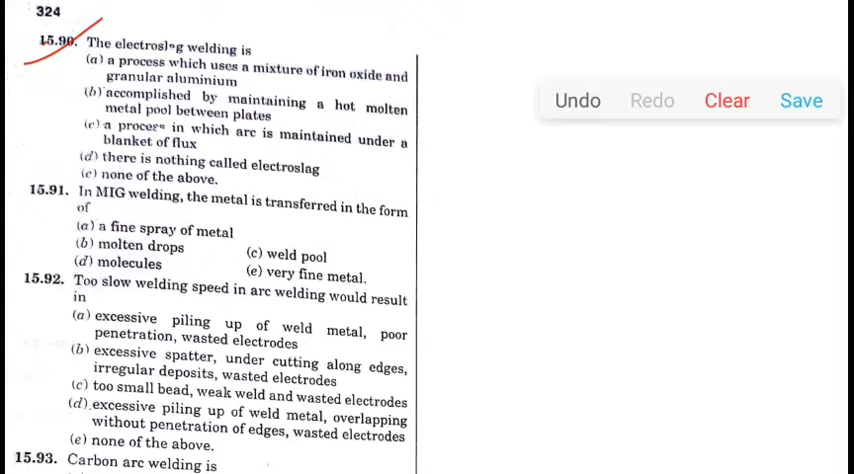 324
15.90. The electroslag welding is
(a) a process which uses a mixture of iron oxide and
granular aluminium
(b) accomplished by maintaining a hot molten
metal pool between plates
(c) a process in which arc is maintained under a
blanket of flux
(d) there is nothing called electroslag
(e) none of the above.
15.91. In MIG welding, the metal is transferred in the form
of
(a) a fine spray of metal
(b) molten drops (c) weld pool
(d) molecules (e) very fine metal.
15.92. Too slow welding speed in arc welding would result
in
(a) excessive piling up of weld metal, poor
penetration, wasted electrodes
(b) excessive spatter, under cutting along edges,
irregular deposits, wasted electrodes
(c) too small bead, weak weld and wasted electrodes
(d) excessive piling up of weld metal, overlapping
without penetration of edges, wasted electrodes
(e) none of the above.
15.93. Carbon arc welding is
Undo Redo Clear Save